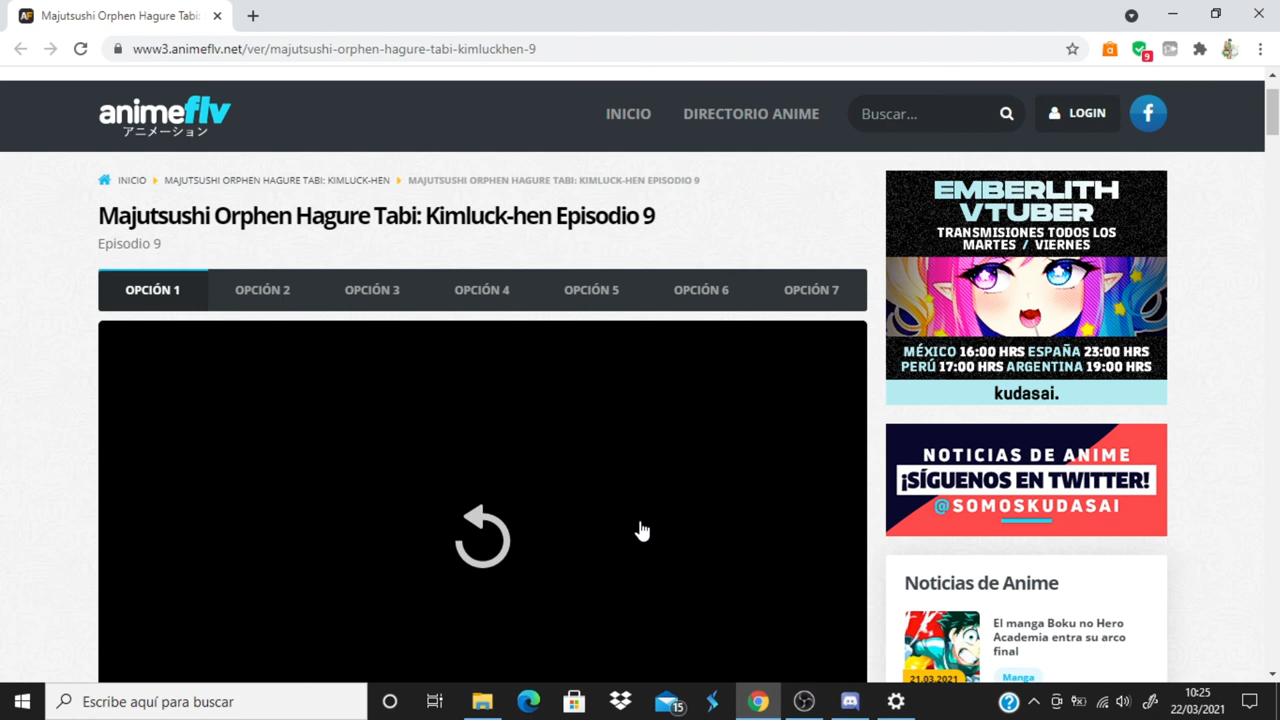 Majutsushi Orphen Hagure Tabi:
www3.animeflv.net/ver/majutsushi-orphen-hagure-tabi-kimluckhen-9
9
animeflv
アニメーション
INICIO
DIRECTORIO ANIME
Buscar...
LOGIN
INICIO MAJUTSUSHI ORPHEN HAGURE TABI: KIMLUCK-HEN MAJUTSUSHI ORPHEN HAGURE TABI: KIMLUCK-HEN EPISODIO 9
Majutsushi Orphen Hagure Tabi: Kimluck-hen Episodio 9
Episodio 9
OPCIÓN 1
OPCIÓN 2
OPCIÓN 3
OPCIÓN 4
OPCIÓN 5
OPCIÓN 6
OPCIÓN 7
EMBERLITH
VTUBER
TRANSMISIONES TODOS LOS
MARTES / VIERNES
MÉXICO 16:00 HRS ESPAÑA 23:00 HRS
PERÚ 17:00 HRS ARGENTINA 19:00 HRS
kudasai.
NOTICIAS DE ANIME
¡SÍGUENOS EN TWITTER!
@SOMOSKUDASAI
Noticias de Anime
El manga Boku no Hero
Academia entra su arco
final
21.03.2021
Manga
Escribe aquí para buscar
15
10:25
22/03/2021